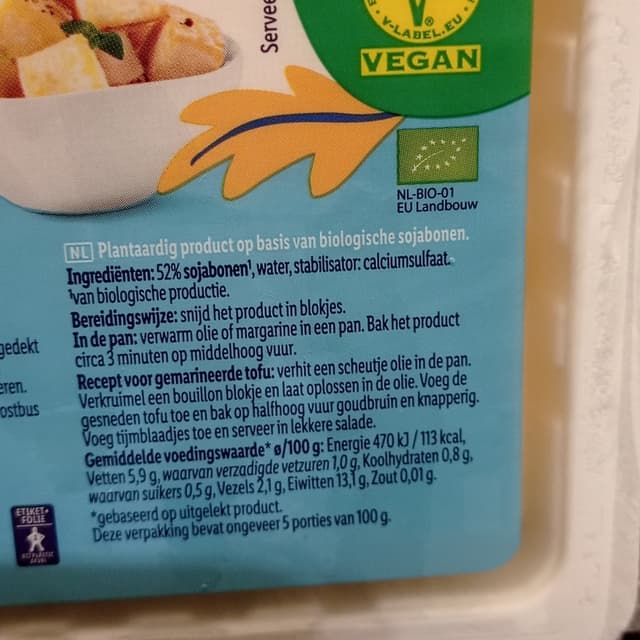 Servee
V-LABEL.EU
VEGAN
NL-BIO-01
EU Landbouw
NL Plantaardig product op basis van biologische sojabonen.
Ingrediënten: 52% sojabonen¹, water, stabilisator: calciumsulfaat.
¹van biologische productie.
Bereidingswijze: snijd het product in blokjes.
In de pan: verwarm olie of margarine in een pan. Bak het product
circa 3 minuten op middelhoog vuur.
Recept voor gemarineerde tofu: verhit een scheutje olie in de pan.
Verkruimel een bouillon blokje en laat oplossen in de olie. Voeg de
gesneden tofu toe en bak op halfhoog vuur goudbruin en knapperig.
Voeg tijmblaadjes toe en serveer in lekkere salade.
Gemiddelde voedingswaarde* ø/100 g: Energie 470 kJ / 113 kcal,
Vetten 5,9 g, waarvan verzadigde vetzuren 1,0 g, Koolhydraten 0,8 g,
waarvan suikers 0,5 g, Vezels 2,1 g, Eiwitten 13,1 g, Zout 0,01 g.
*gebaseerd op uitgelekt product.
Deze verpakking bevat ongeveer 5 porties van 100 g.
gedekt
eren.
ostbus
ETIKET+
FOLIE